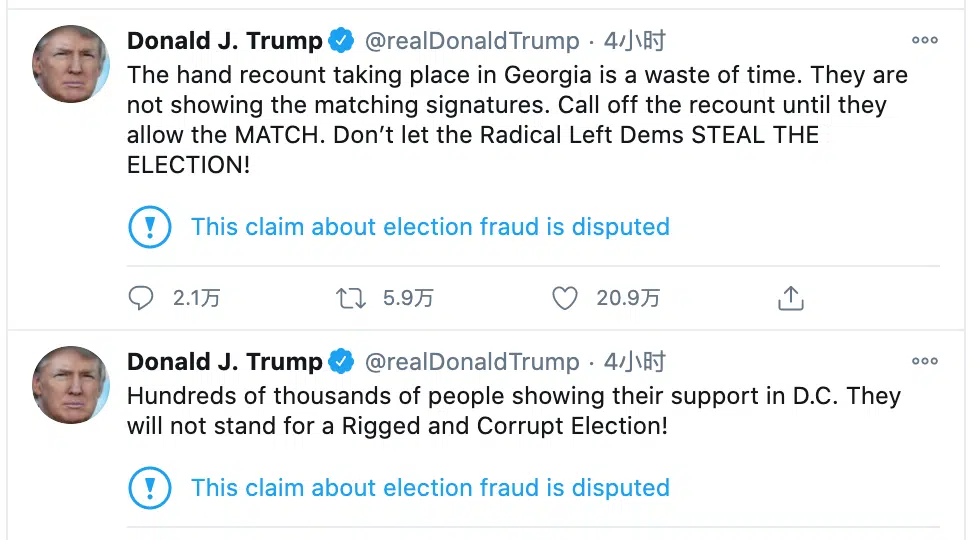 Donald J. Trump @realDonaldTrump · 4小时
The hand recount taking place in Georgia is a waste of time. They are
not showing the matching signatures. Call off the recount until they
allow the MATCH. Don’t let the Radical Left Dems STEAL THE
ELECTION!
This claim about election fraud is disputed
2.1万 5.9万 20.9万
Donald J. Trump @realDonaldTrump · 4小时
Hundreds of thousands of people showing their support in D.C. They
will not stand for a Rigged and Corrupt Election!
This claim about election fraud is disputed